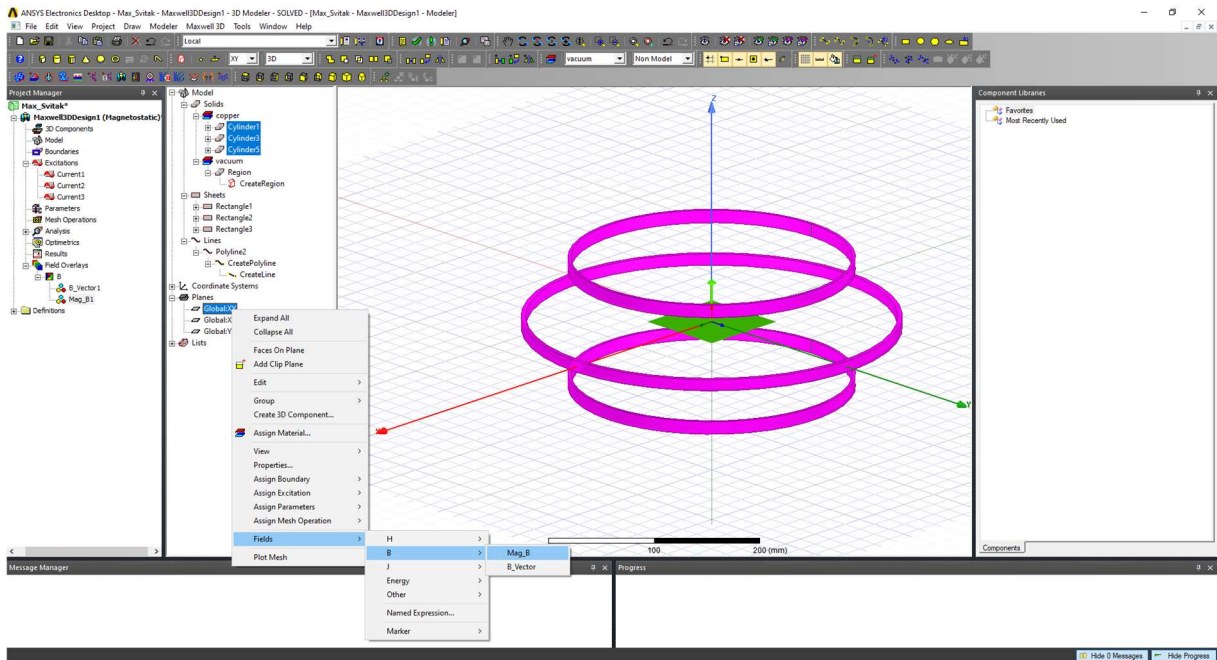 ANSYS Electronics Desktop - Max_Svitak - Maxwell3DDesign1 - 3D Modeler - SOLVED - [Max_Svitak - Maxwell3DDesign1 - Modeler]
File Edit View Project Draw Modeler Maxwell 3D Tools Window Help
Local
XY 3D vacuum Non Model
Project Manager
Max_Svitak*
Maxwell3DDesign1 (Magnetostatic)*
3D Components
Model
Boundaries
Excitations
Current1
Current2
Current3
Parameters
Mesh Operations
Analysis
Optimetrics
Results
Field Overlays
B
B_Vector1
Mag_B1
Definitions
Model
Solids
copper
Cylinder1
Cylinder3
Cylinder5
vacuum
Region
CreateRegion
Sheets
Rectangle1
Rectangle2
Rectangle3
Lines
Polyline2
CreatePolyline
CreateLine
Coordinate Systems
Planes
Global:XY
Global:X
Global:Y
Lists
Expand All
Collapse All
Faces On Plane
Add Clip Plane
Edit
Group
Create 3D Component...
Assign Material...
View
Properties...
Assign Boundary
Assign Excitation
Assign Parameters
Assign Mesh Operation
Fields
Plot Mesh
H
B
J
Energy
Other
Named Expression...
Marker
Mag_B
B_Vector
Z
Y
100 200 (mm)
Component Libraries
Favorites
Most Recently Used
Components
Message Manager
Progress
Hide 0 Messages Hide Progress